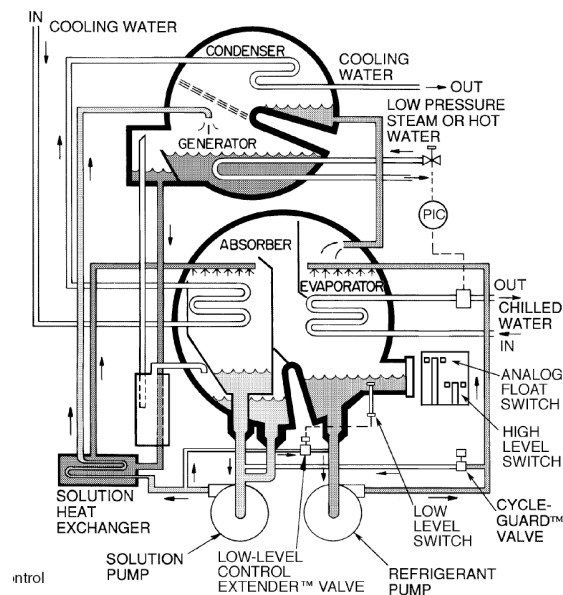 IN
COOLING WATER
CONDENSER
COOLING
WATER
OUT
LOW PRESSURE
STEAM OR HOT
WATER
GENERATOR
PIC
ABSORBER
EVAPORATOR
OUT
CHILLED
WATER
IN
ANALOG
FLOAT
SWITCH
HIGH
LEVEL
SWITCH
SOLUTION
HEAT
EXCHANGER
SOLUTION
PUMP
LOW-LEVEL
CONTROL
EXTENDER™ VALVE
LOW
LEVEL
SWITCH
CYCLE-
GUARD™
VALVE
REFRIGERANT
PUMP
ntrol